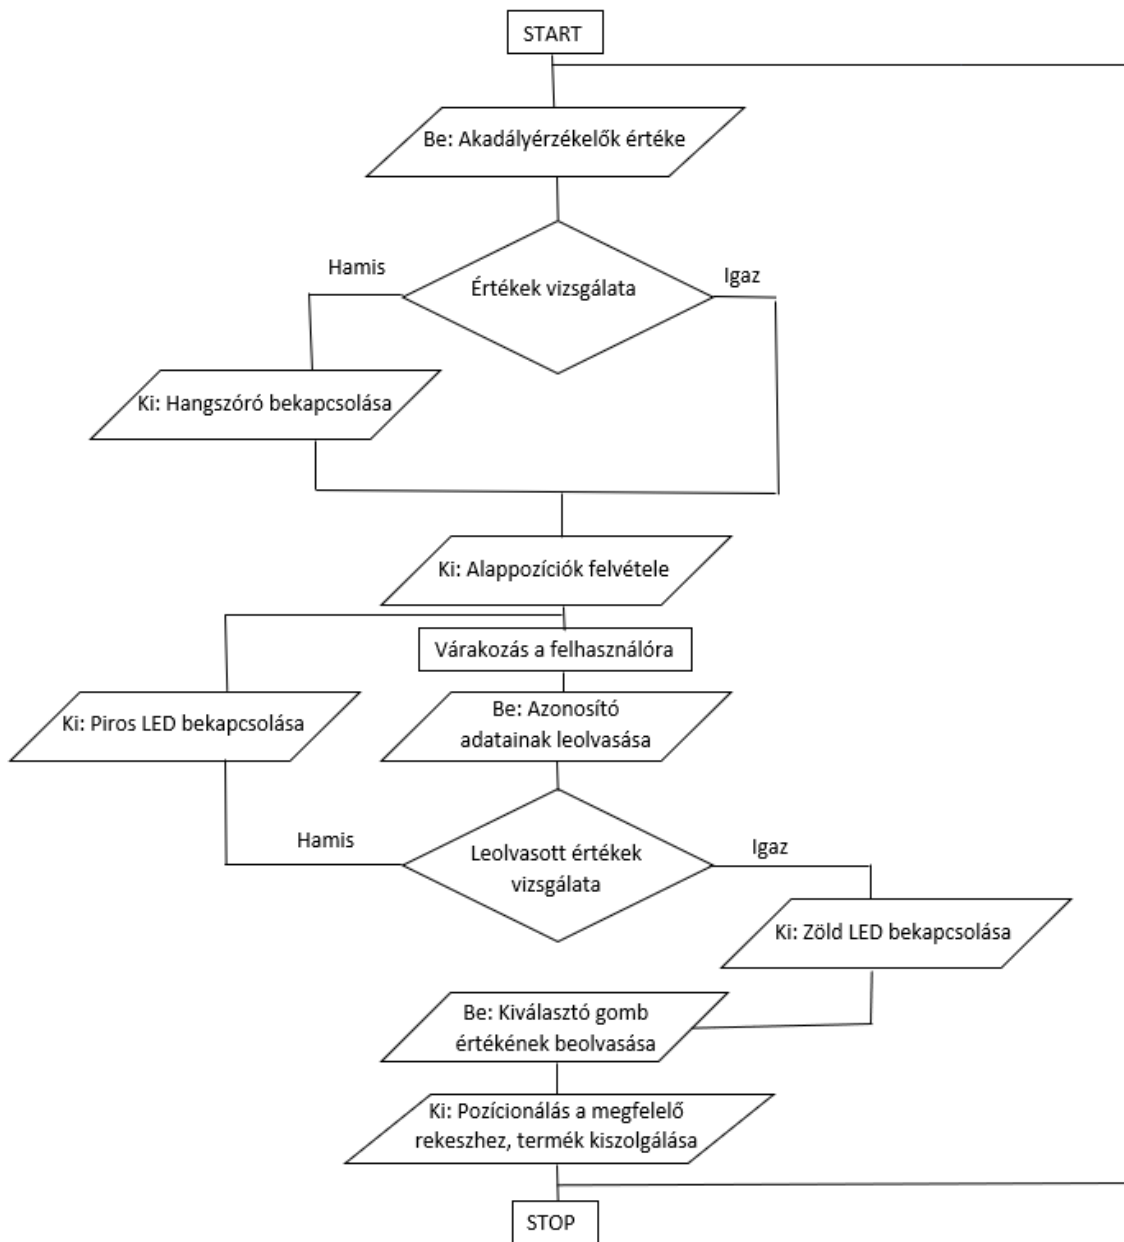 START
Be: Akadályérzékelők értéke
Hamis
Igaz
Értékek vizsgálata
Ki: Hangszóró bekapcsolása
Ki: Alappozíciók felvétele
Várakozás a felhasználóra
Ki: Piros LED bekapcsolása
Be: Azonosító
adatainak leolvasása
Hamis
Igaz
Leolvasott értékek
vizsgálata
Ki: Zöld LED bekapcsolása
Be: Kiválasztó gomb
értékének beolvasása
Ki: Pozícionálás a megfelelő
rekeszhez, termék kiszolgálása
STOP